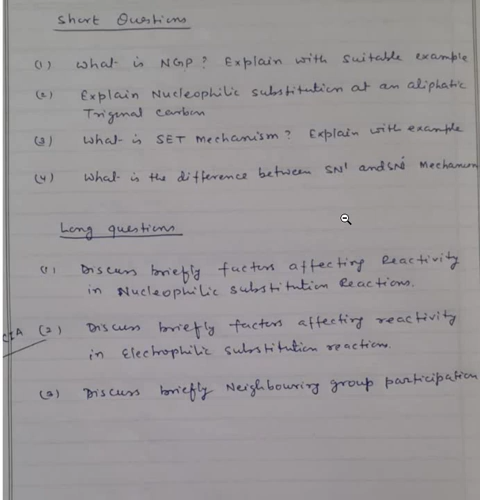 Short Questions
(1) What is NGP? Explain with suitable example
(2) Explain Nucleophilic substitution at an aliphatic
Trigonal carbon
(3) What is SET Mechanism? Explain with example
(4) What is the difference between SN1 and SNi Mechanism
Long questions
(1) Discuss briefly factors affecting Reactivity
in Nucleophilic substitution Reactions.
(2) Discuss briefly factors affecting reactivity
in Electrophilic substitution reactions.
(3) Discuss briefly Neighbouring group participation